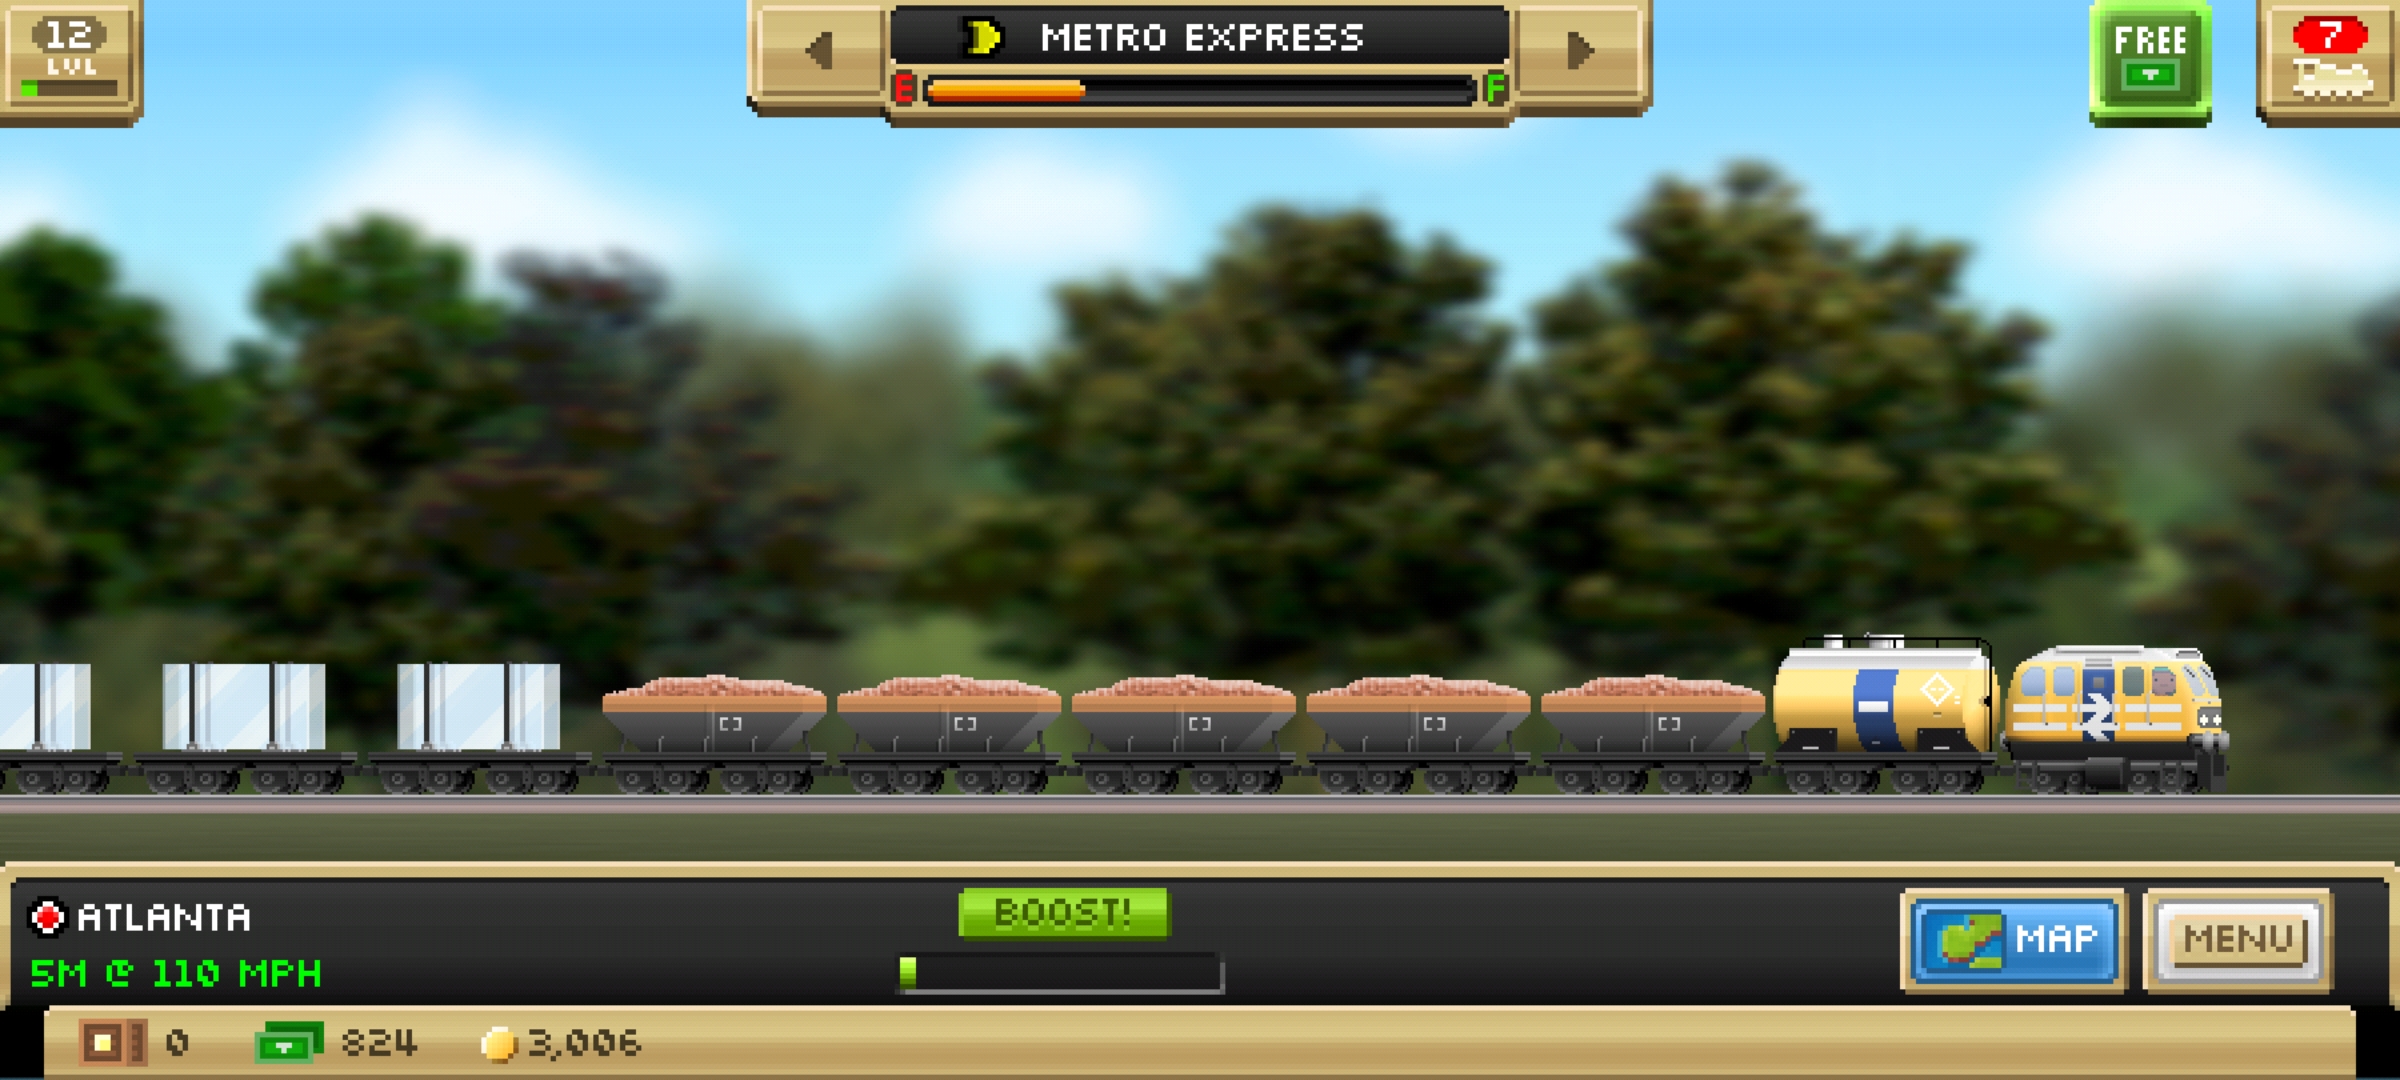 12
LVL
METRO EXPRESS
E F
FREE
7
ATLANTA
5M @ 110 MPH
BOOST!
MAP
MENU
0 824 3,006